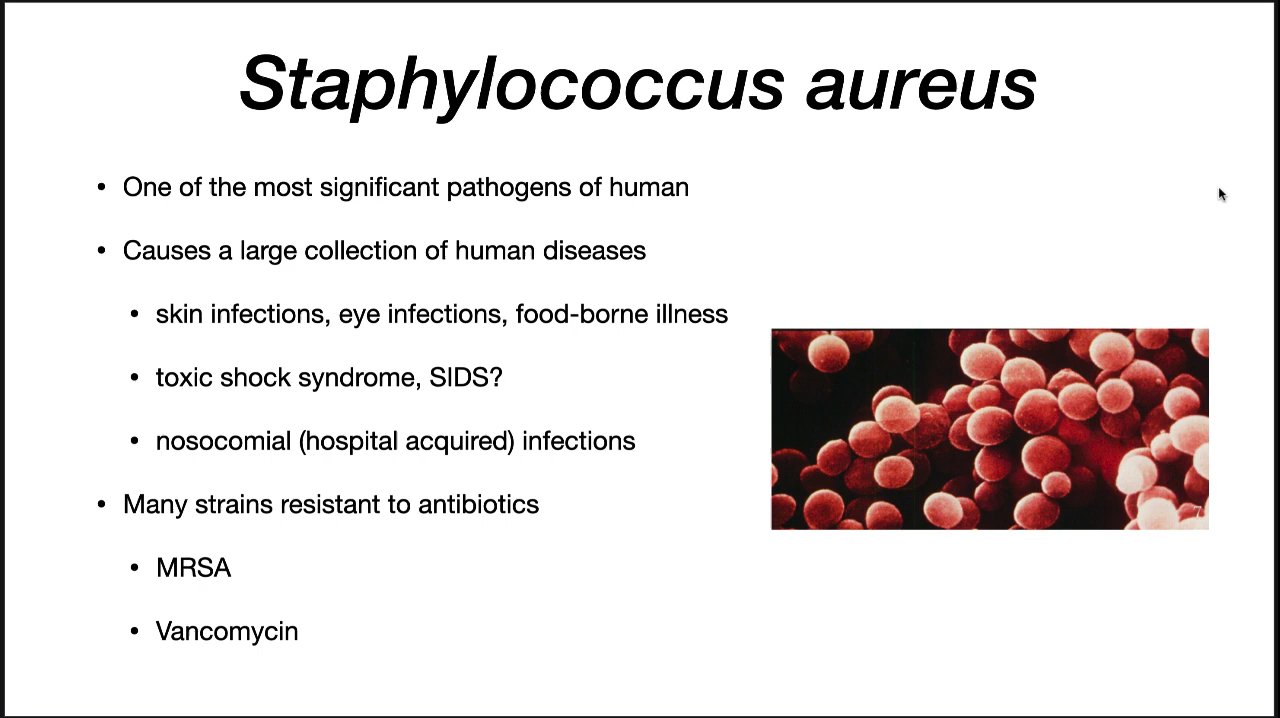 Staphylococcus aureus
• One of the most significant pathogens of human
• Causes a large collection of human diseases
• skin infections, eye infections, food-borne illness
• toxic shock syndrome, SIDS?
• nosocomial (hospital acquired) infections
• Many strains resistant to antibiotics
• MRSA
• Vancomycin
7